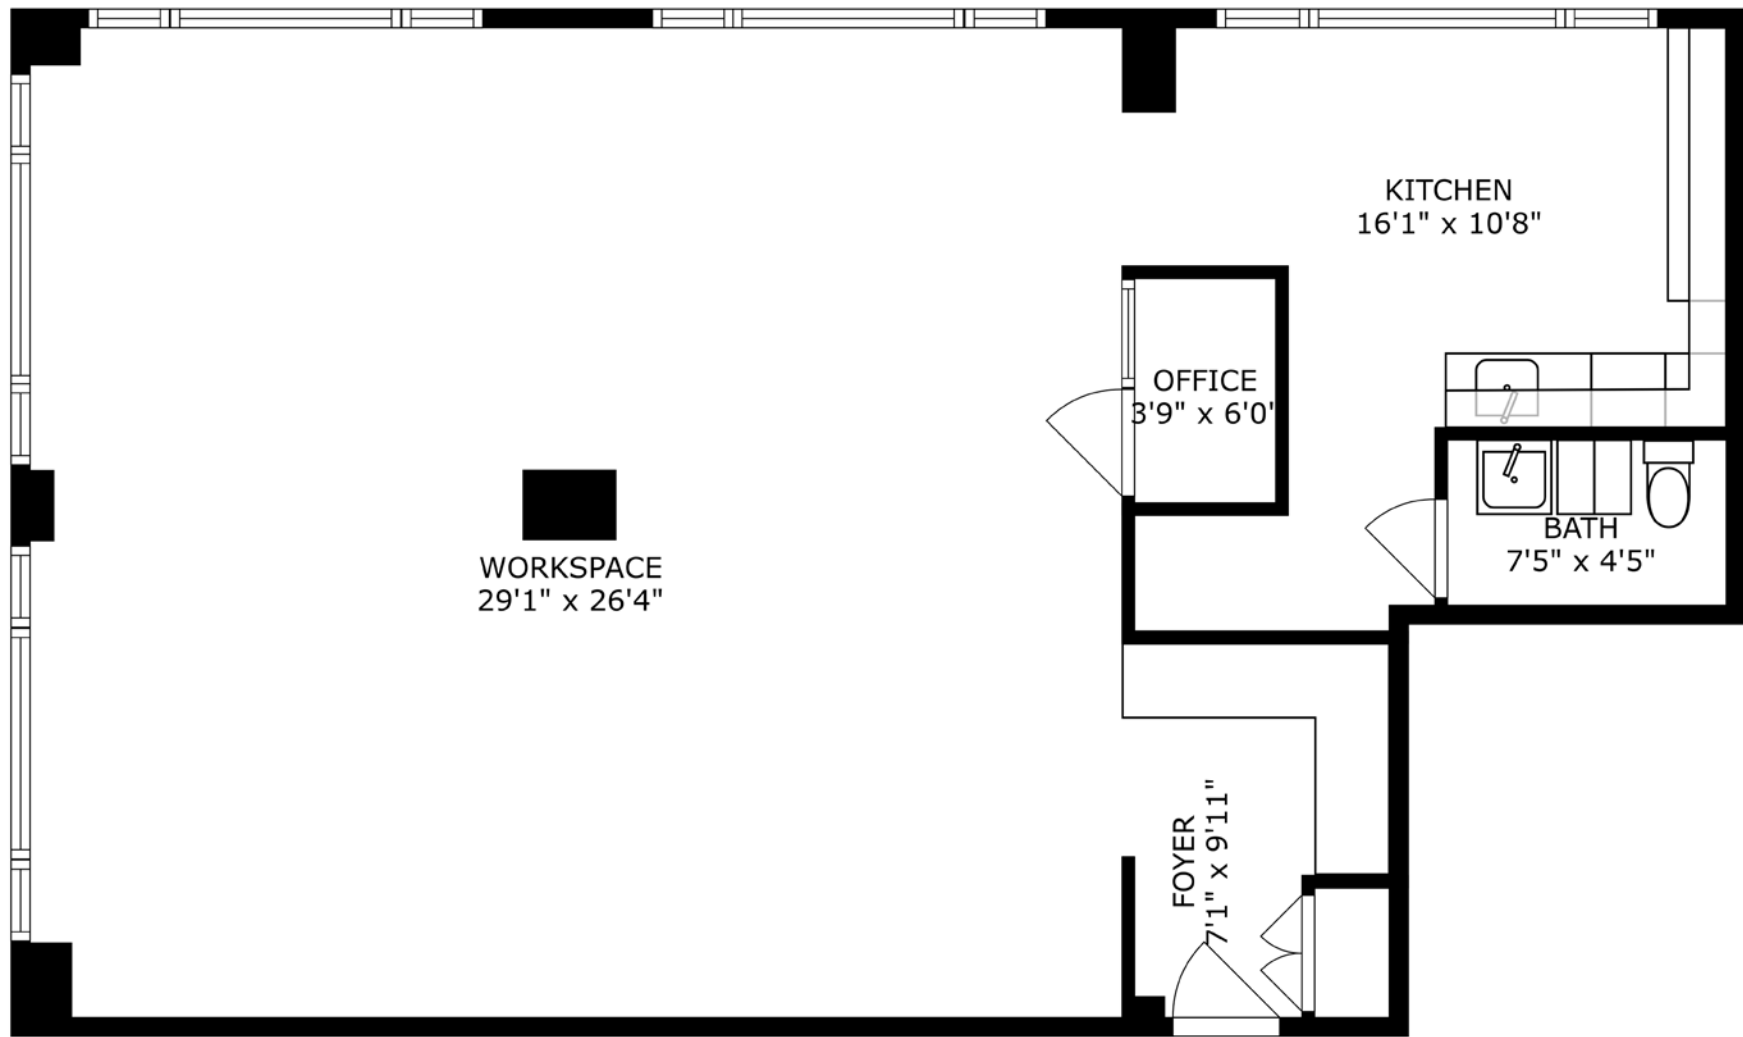 KITCHEN
16'1" x 10'8"
OFFICE
3'9" x 6'0'
BATH
7'5" x 4'5"
WORKSPACE
29'1" x 26'4"
FOYER
7'1" x 9'11"